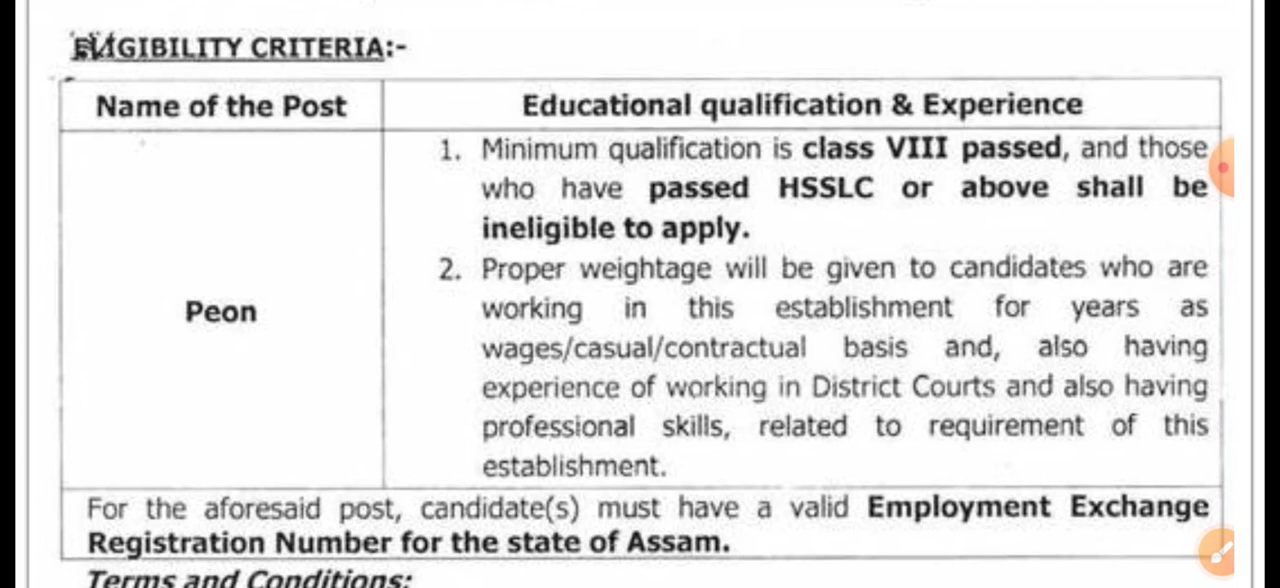 ELIGIBILITY CRITERIA:-
Name of the Post
Educational qualification & Experience
Peon
1. Minimum qualification is class VIII passed, and those
who have passed HSSLC or above shall be
ineligible to apply.
2. Proper weightage will be given to candidates who are
working in this establishment for years as
wages/casual/contractual basis and, also having
experience of working in District Courts and also having
professional skills, related to requirement of this
establishment.
For the aforesaid post, candidate(s) must have a valid Employment Exchange
Registration Number for the state of Assam.
Terms and Conditions: